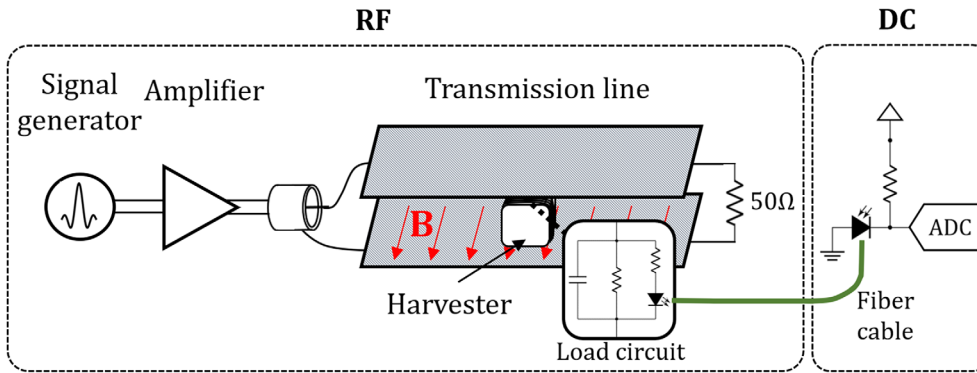 RF
DC
Signal
generator
Amplifier
Transmission line
50Ω
B
Harvester
Load circuit
ADC
Fiber
cable